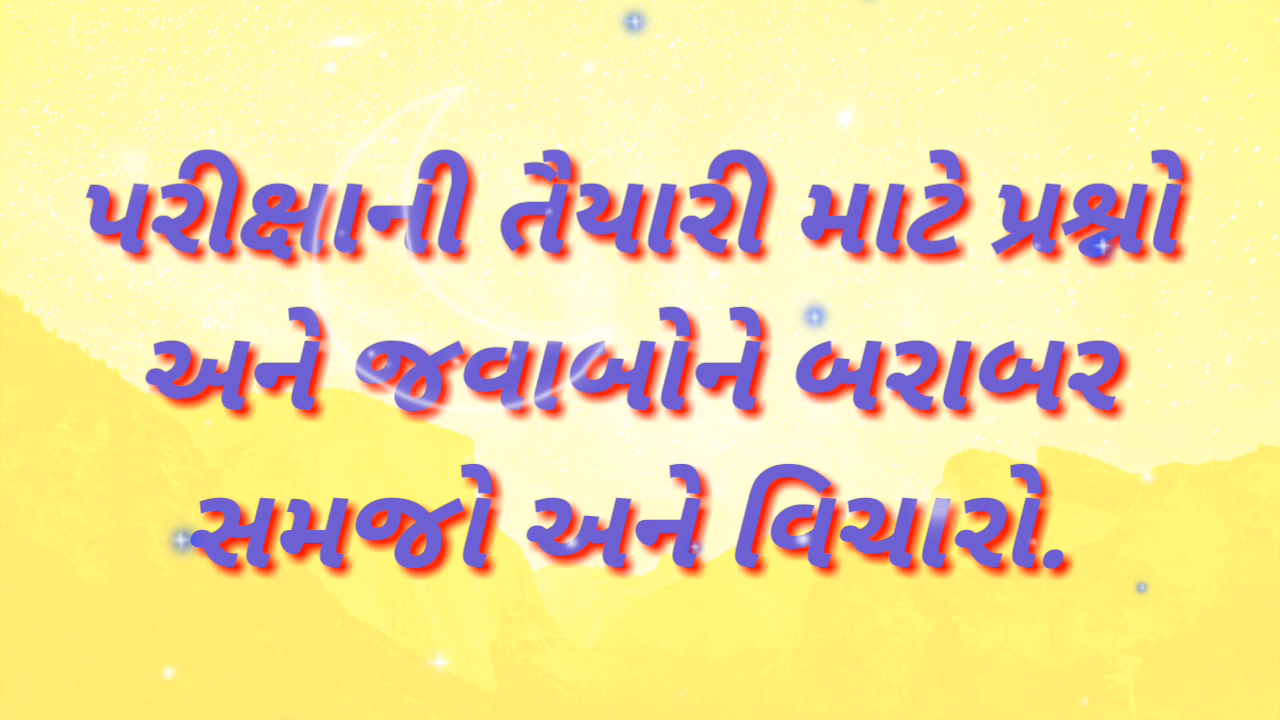 પરીક્ષાની તૈયારી માટે પ્રશ્નો
અને જવાબોને બરાબર
સમજો અને વિચારો.